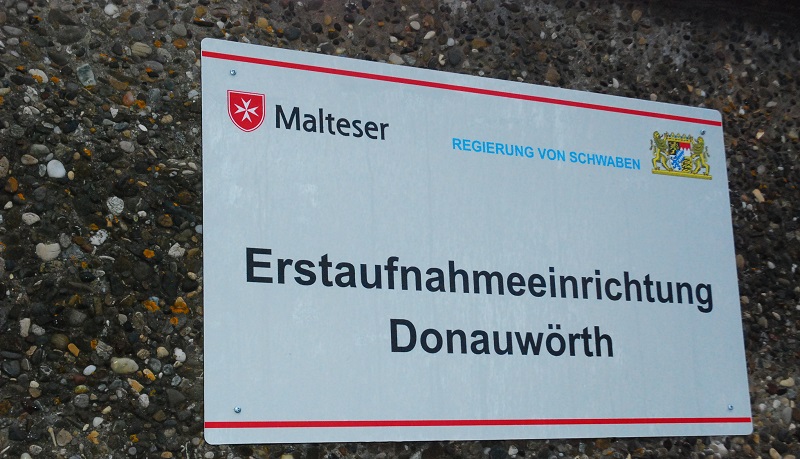 Malteser
REGIERUNG VON SCHWABEN
Erstaufnahmeeinrichtung
Donauwörth